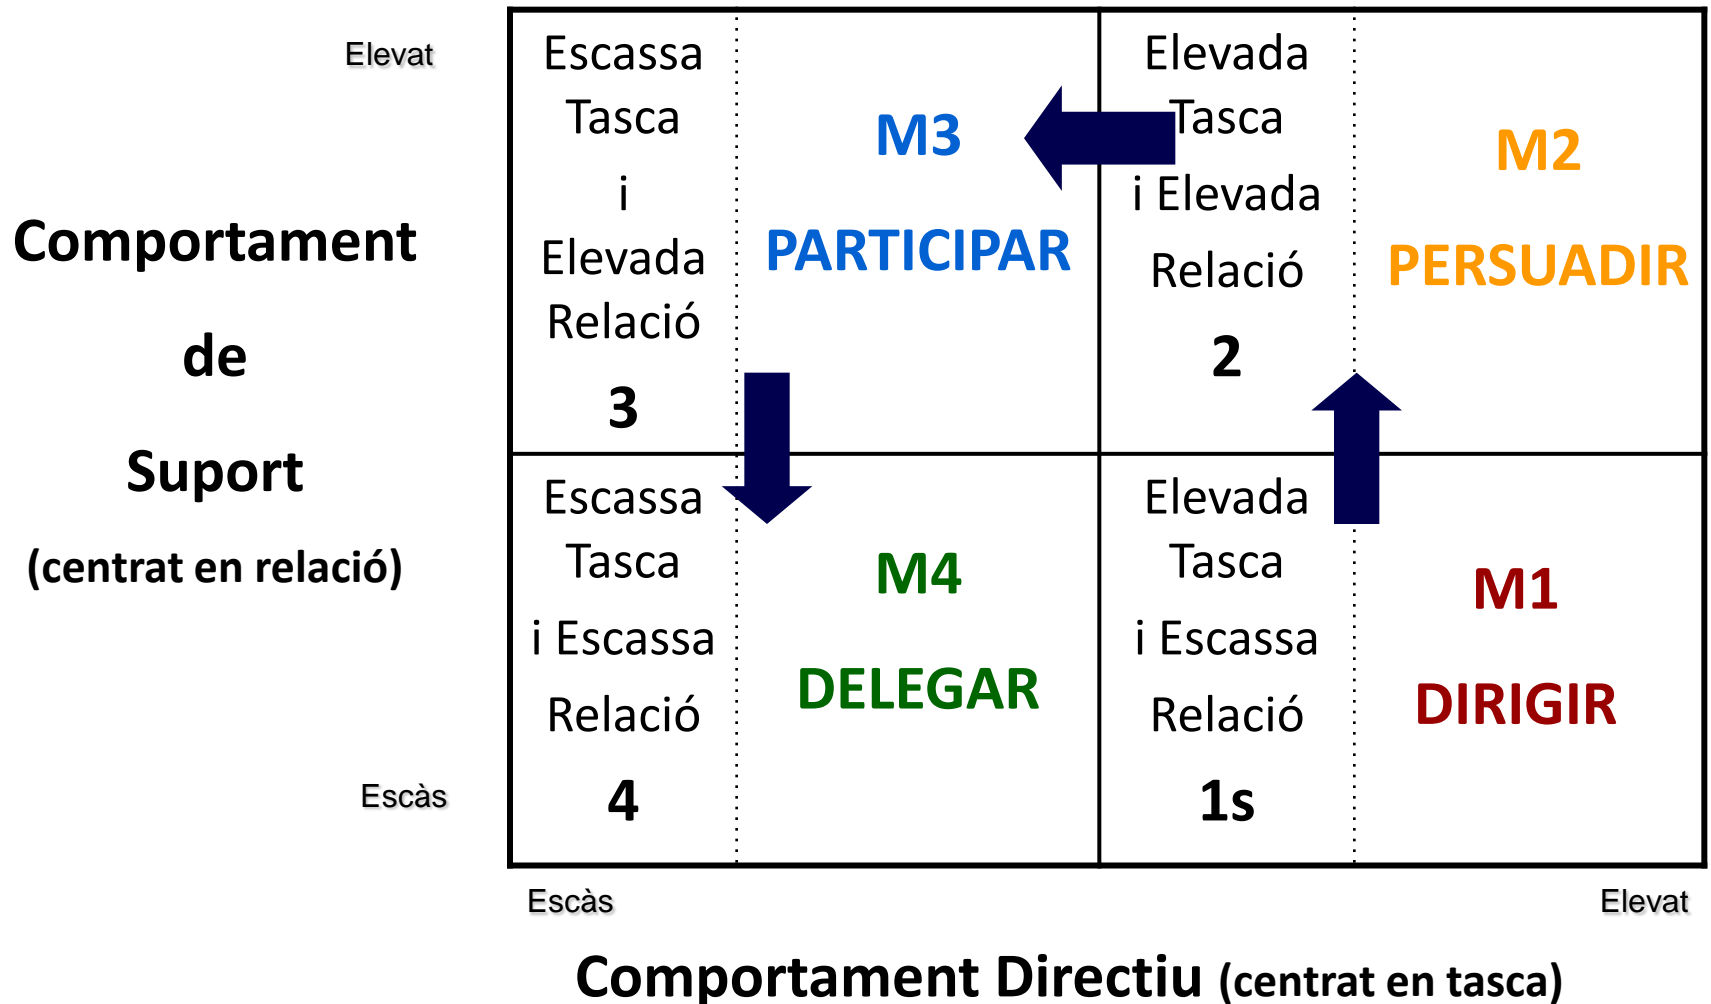 Elevat
Comportament
de
Suport
(centrat en relació)
Escàs
Escassa
Tasca
i
Elevada
Relació
3
M3
PARTICIPAR
Elevada
Tasca
i Elevada
Relació
2
M2
PERSUADIR
Escassa
Tasca
i Escassa
Relació
4
M4
DELEGAR
Elevada
Tasca
i Escassa
Relació
1s
M1
DIRIGIR
Escàs
Elevat
Comportament Directiu (centrat en tasca)